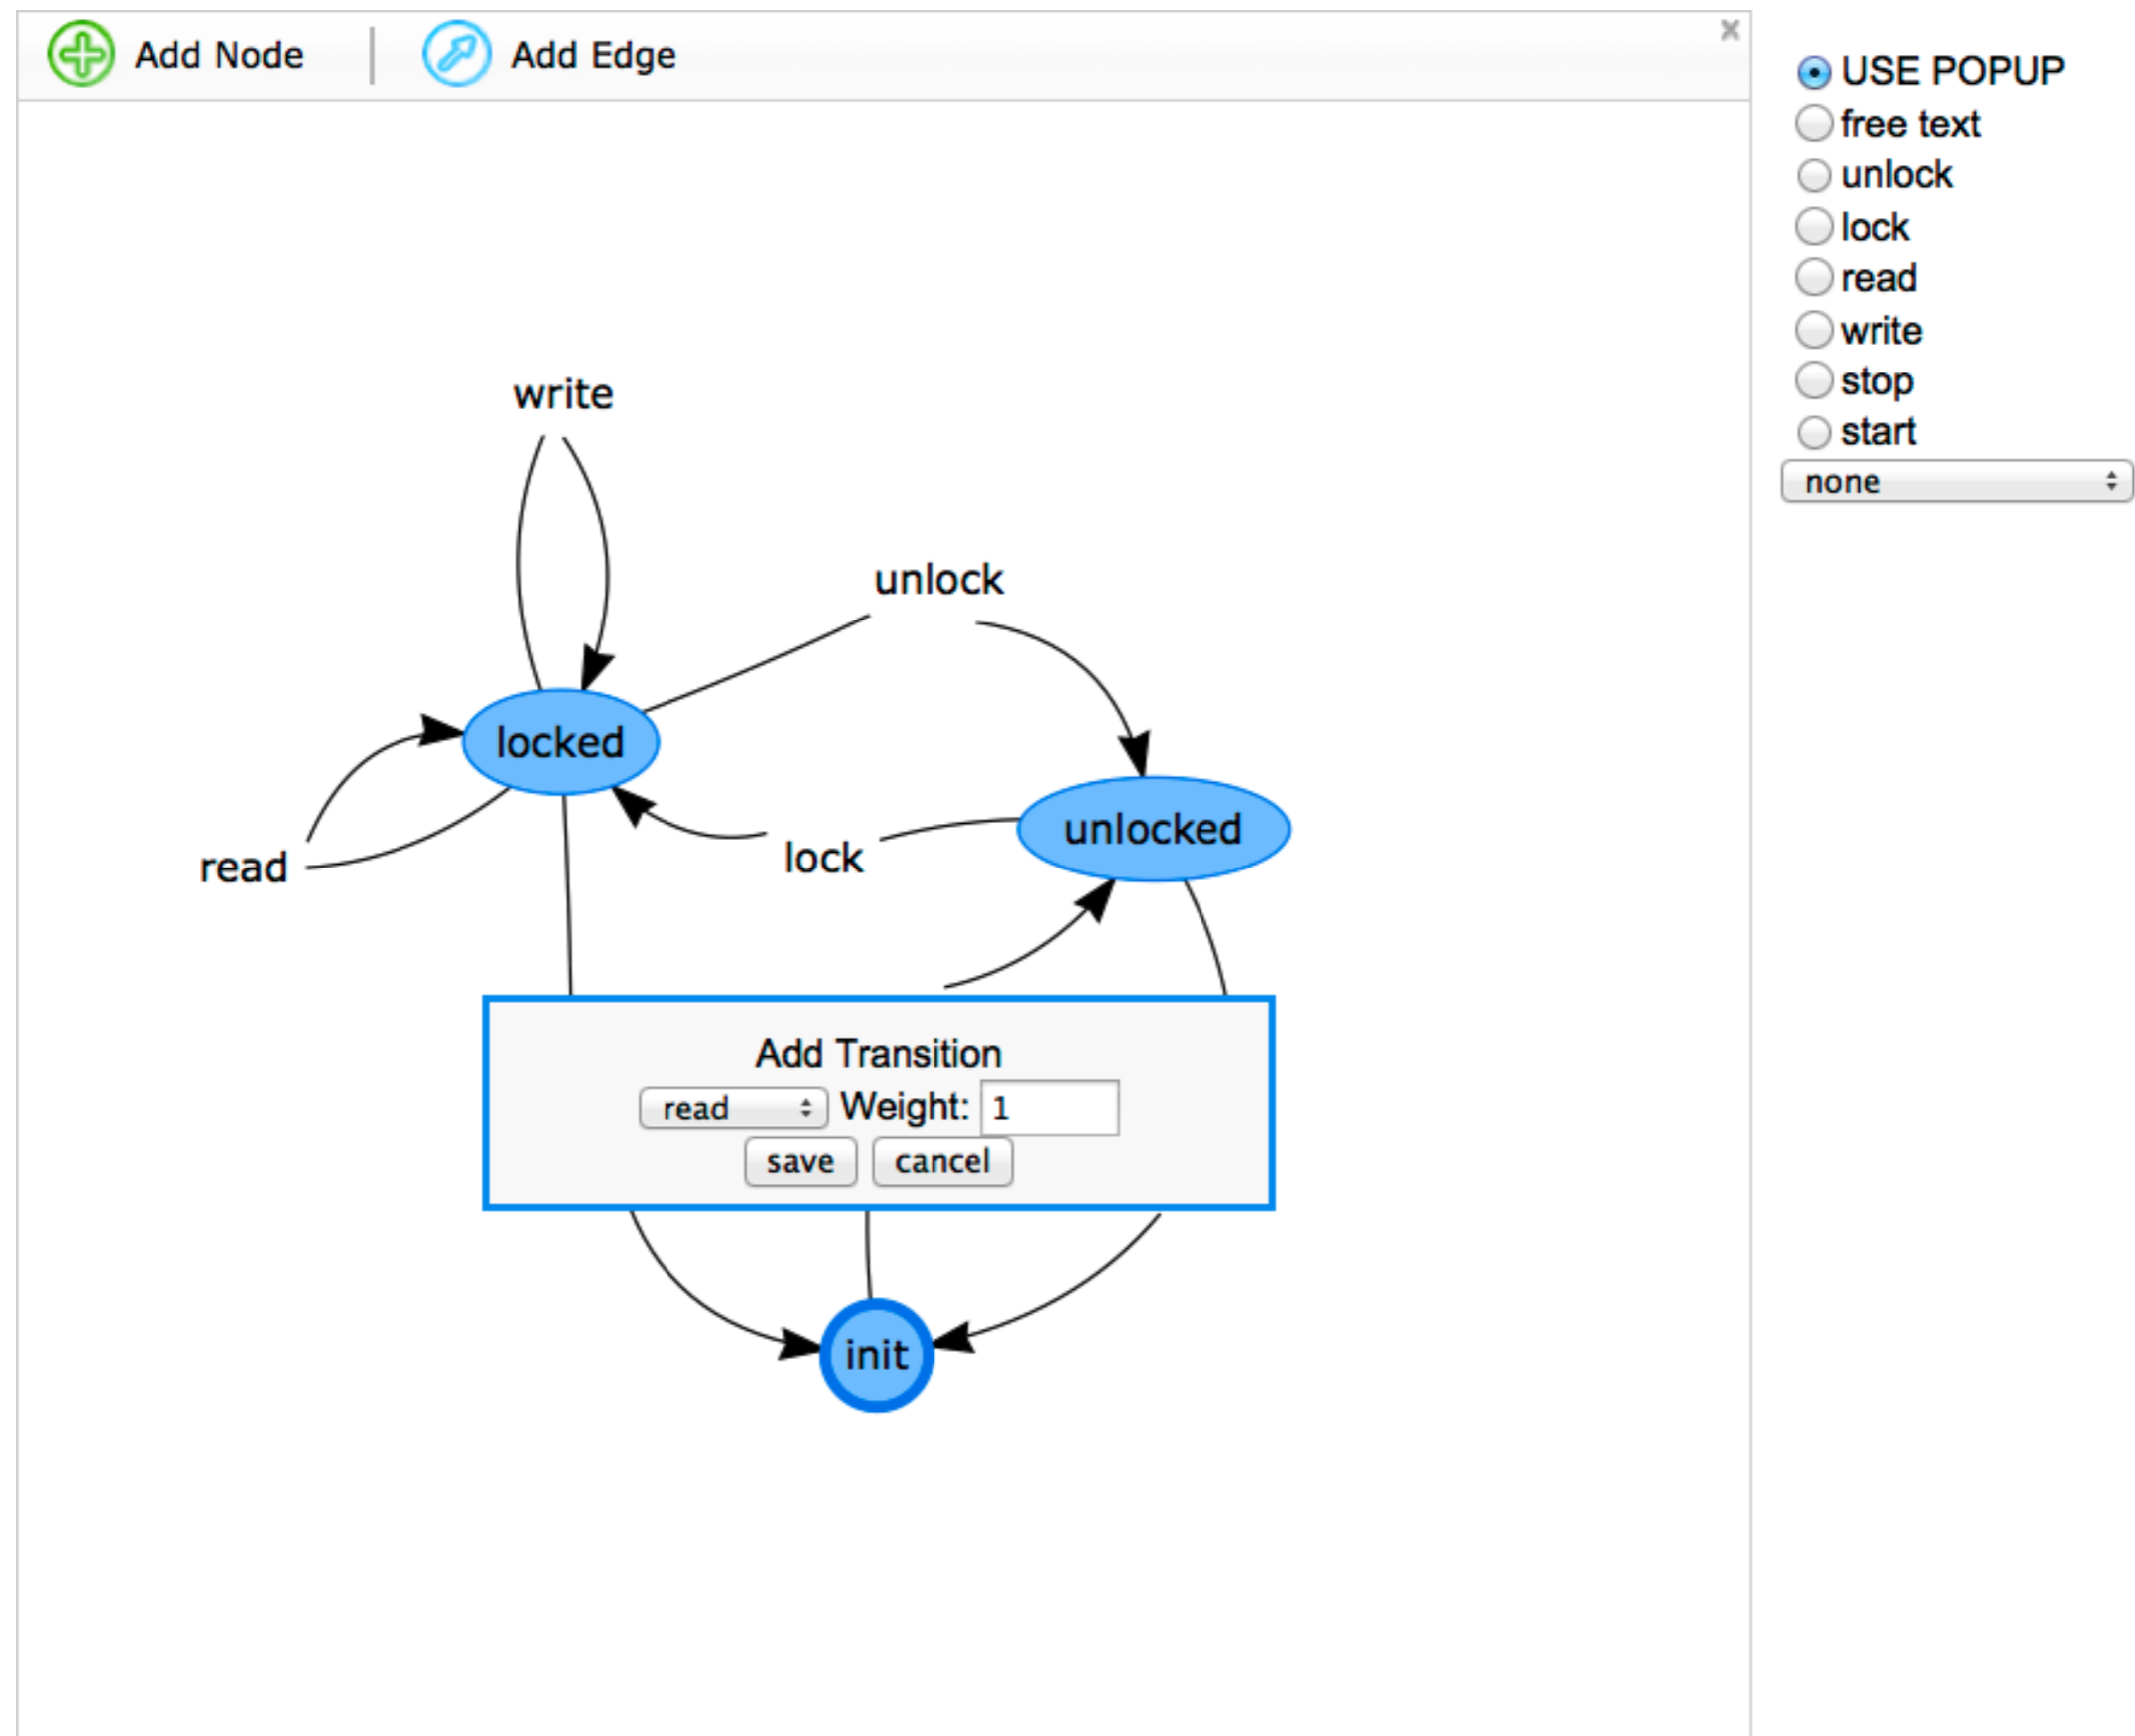 Add Node
Add Edge
USE POPUP
free text
unlock
lock
read
write
stop
start
none
write
unlock
locked
unlocked
lock
read
Add Transition
read Weight: 1
save cancel
init